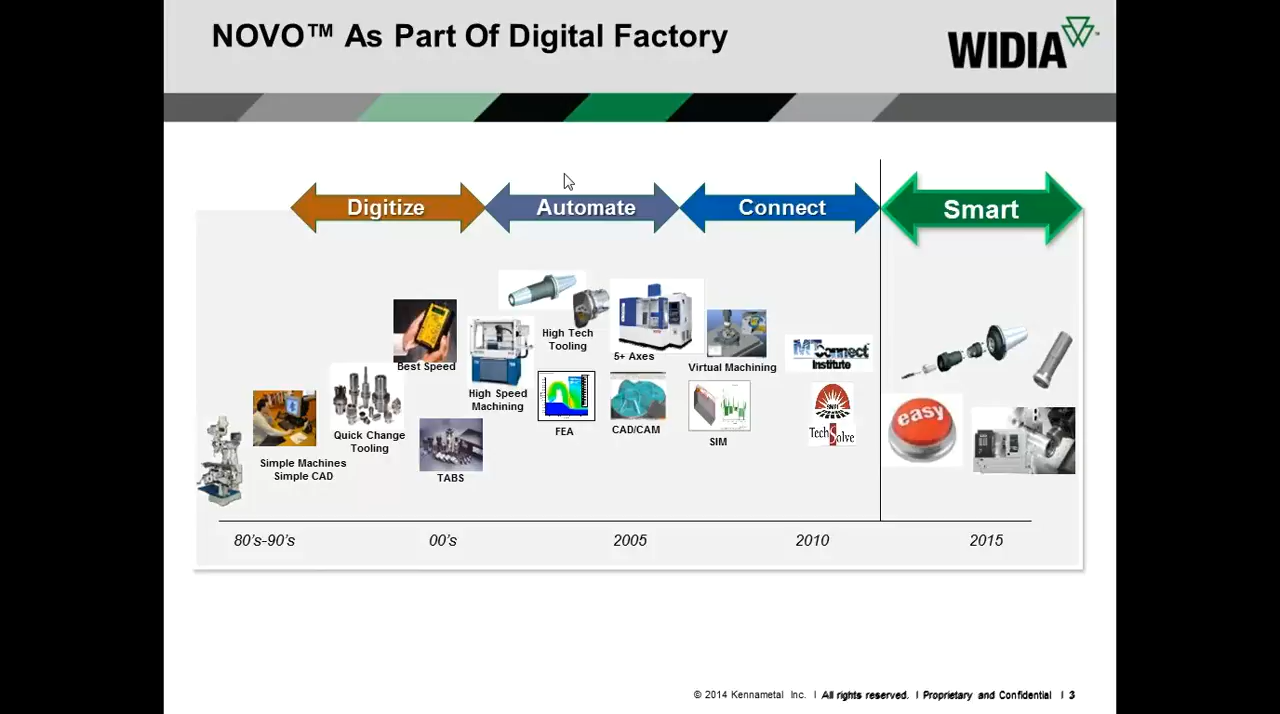 NOVO™ As Part Of Digital Factory
WIDIA™
Digitize
Automate
Connect
Smart
High Tech
Tooling
5+ Axes
Best Speed
Virtual Machining
MTConnect
Institute
High Speed
Machining
easy
FEA
CAD/CAM
SIM
TechSolve
Quick Change
Tooling
Simple Machines
Simple CAD
TABS
80's-90's
00's
2005
2010
2015
© 2014 Kennametal Inc. I All rights reserved. I Proprietary and Confidential I 3